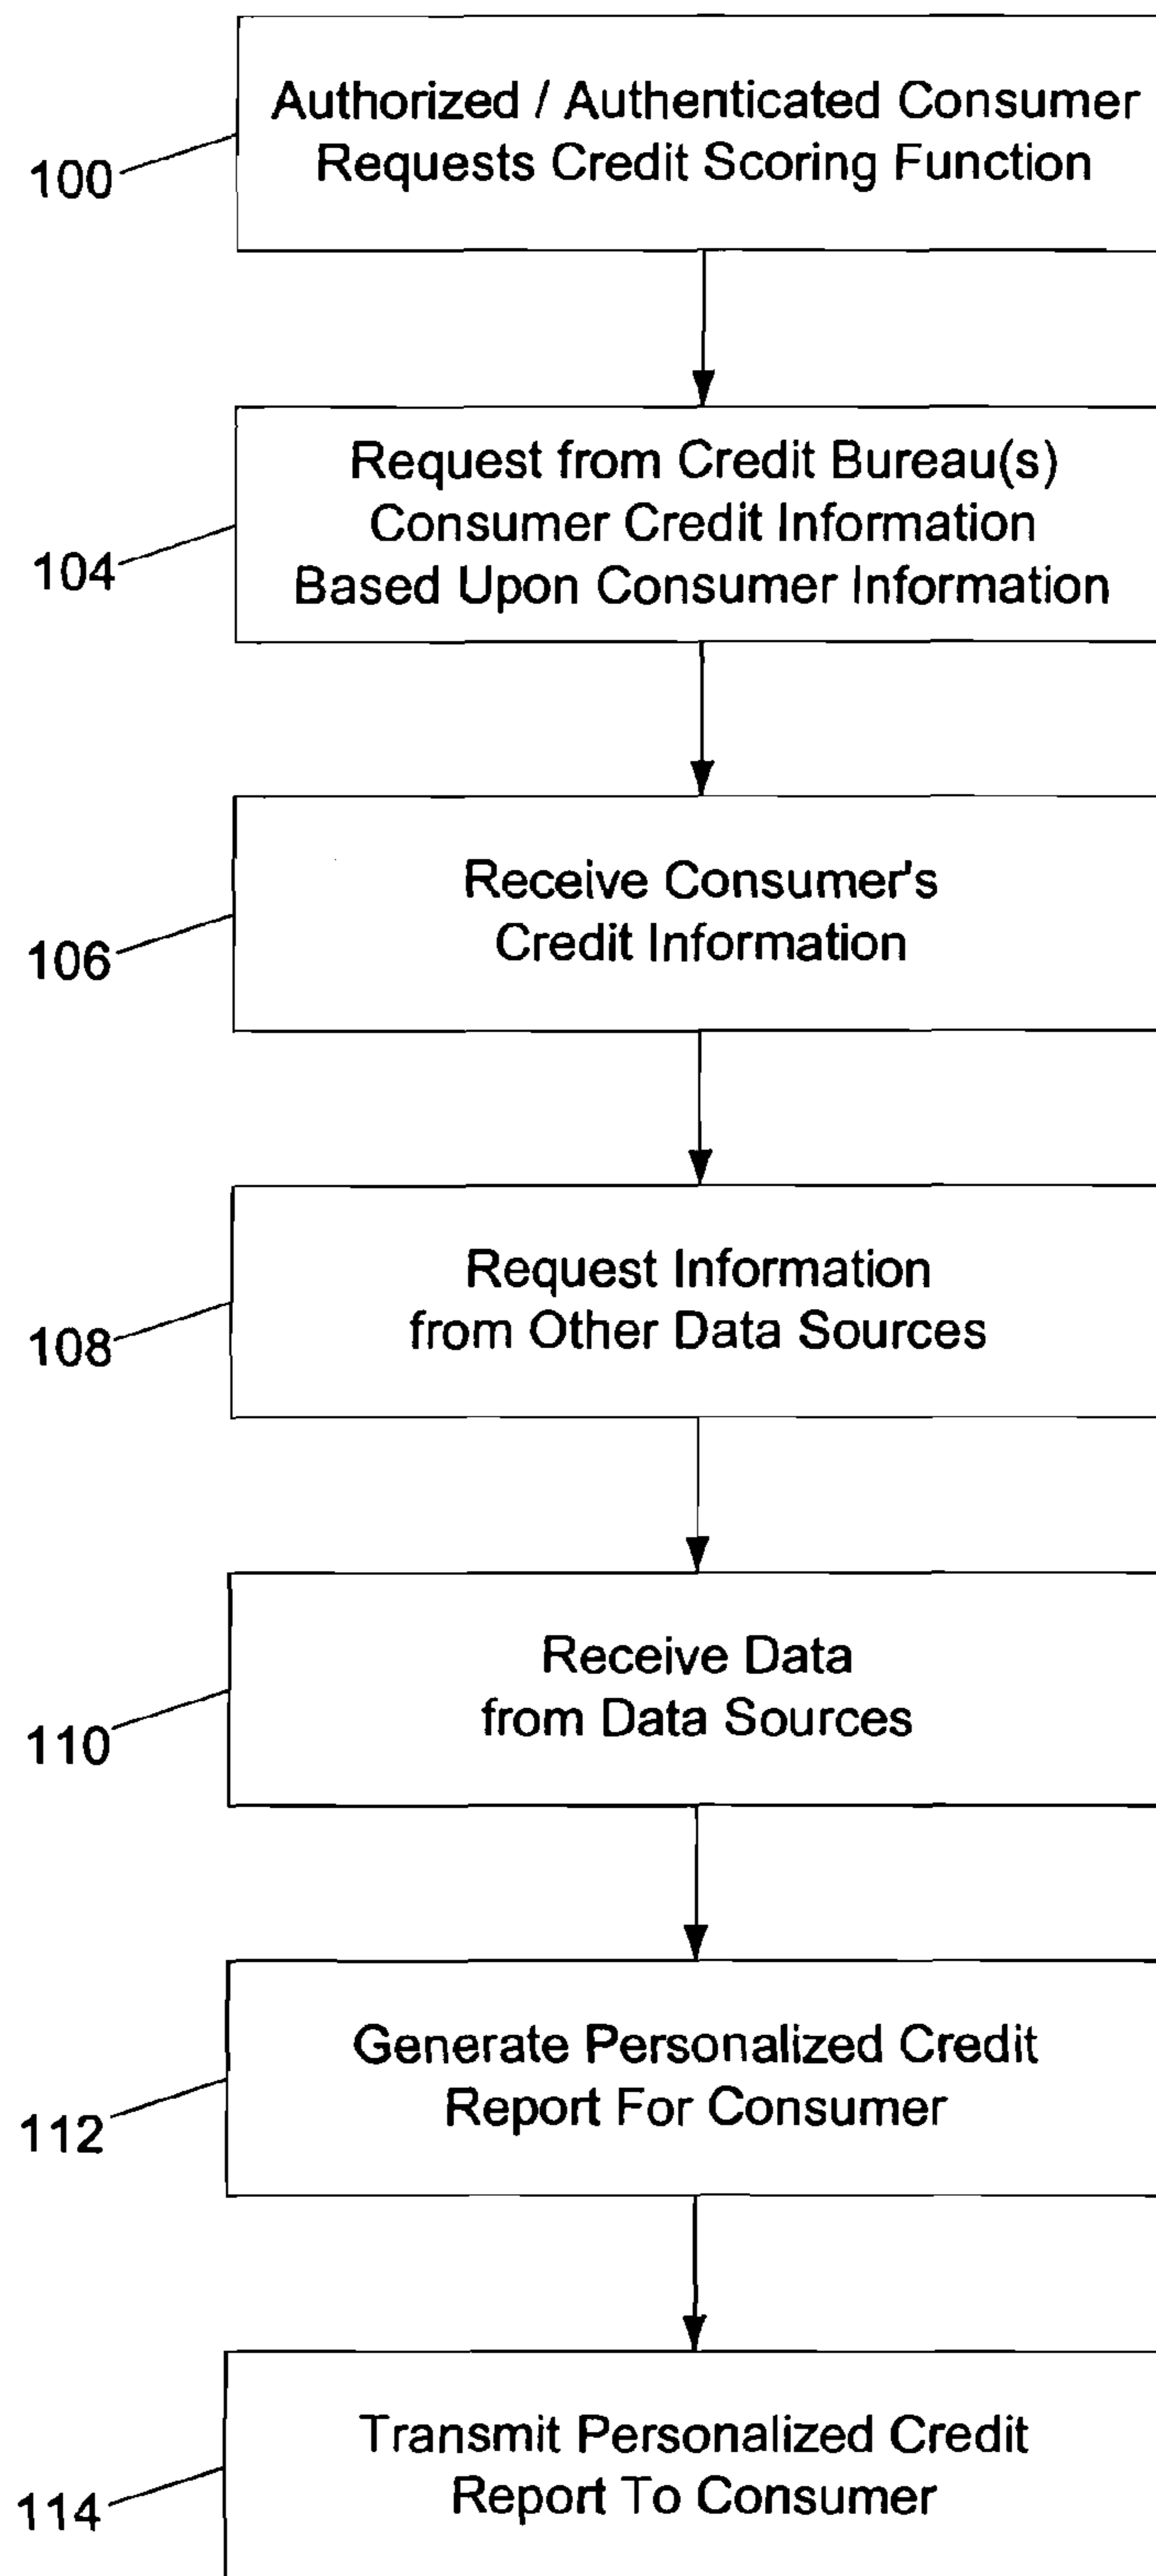 Authorized / Authenticated Consumer
Requests Credit Scoring Function
100
Request from Credit Bureau(s)
Consumer Credit Information
Based Upon Consumer Information
104
Receive Consumer's
Credit Information
106
Request Information
from Other Data Sources
108
Receive Data
from Data Sources
110
Generate Personalized Credit
Report For Consumer
112
Transmit Personalized Credit
Report To Consumer
114